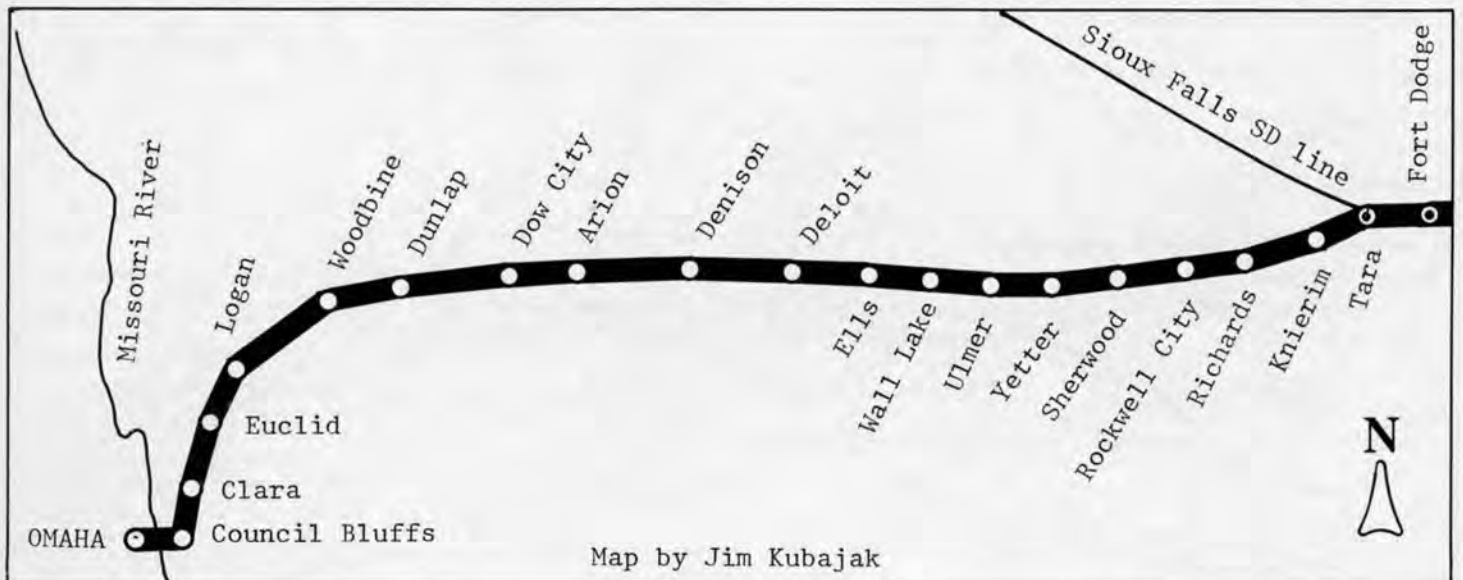 Missouri River
Logan
Woodbine
Dunlap
Dow City
Arion
Denison
Deloit
Sioux Falls SD line
Fort Dodge
Ells
Wall Lake
Ulmer
Yetter
Sherwood
Rockwell City
Richards
Knierim
Tara
Euclid
Clara
OMAHA
Council Bluffs
N
Map by Jim Kubajak